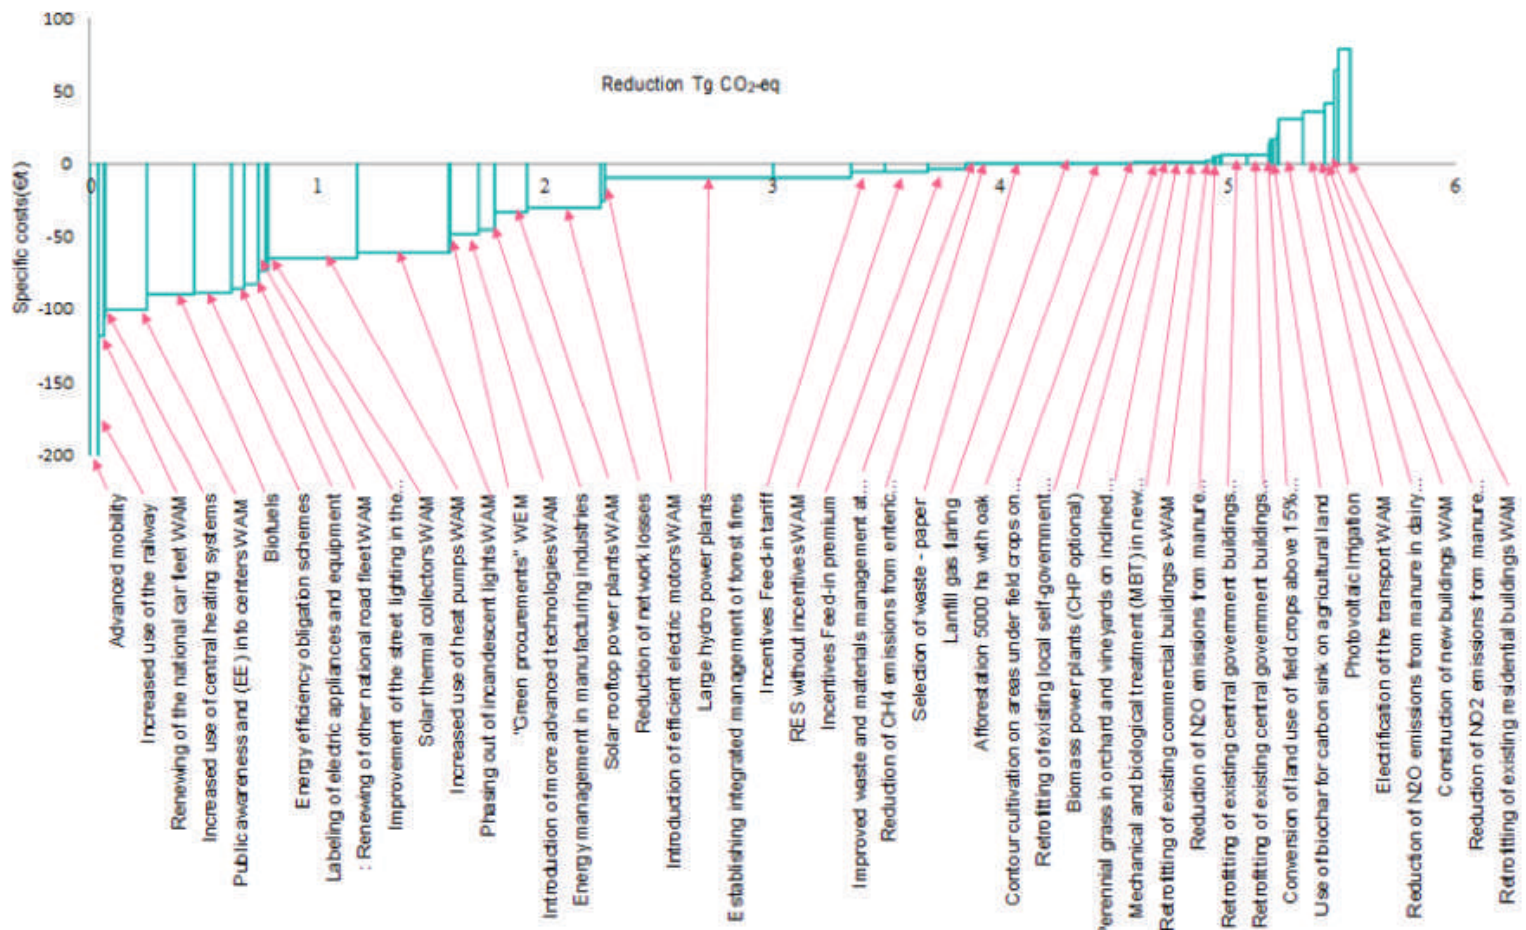 100
50
0
-50
-100
-150
-200
Specific costs(€/t)
Reduction Tg CO₂-eq
0
1
2
3
4
5
6
Advanced mobility
Increased use of the railway
Renewing of the national car feet WAM
Increased use of central heating systems
Public awareness and (EE ) info centers WAM
Biofuels
Energy efficiency obligation schemes
Labeling of electric appliances and equipment
: Renewing of other national road fleet WAM
Improvement of the street lighting in the...
Solar thermal collectors WAM
Increased use of heat pumps WAM
Phasing out of incandescent lights WAM
"Green procurements" WEM
Introduction of more advanced technologies WAM
Energy management in manufacturing industries
Solar rooftop power plants WAM
Reduction of network losses
Introduction of efficient electric motors WAM
Large hydro power plants
Establishing integrated management of forest fires
Incentives Feed-in tariff
RES without incentives WAM
Incentives Feed-in premium
Improved waste and materials management at...
Reduction of CH4 emissions from enteric...
Selection of waste - paper
Lanfill gas flaring
Afforestation 5000 ha with oak
Contour cultivation on areas under field crops on...
Retrofitting of existing local self-government...
Biomass power plants (CHP optional)
Perennial grass in orchard and vineyards on inclined...
Mechanical and biological treatment (MBT) in new...
Retrofitting of existing commercial buildings e-WAM
Reduction of N2O emissions from manure...
Retrofitting of existing central government buildings...
Retrofitting of existing central government buildings...
Conversion of land use of field crops above 15%...
Use of biochar for carbon sink on agricultural land
Photovoltaic Irrigation
Electrification of the transport WAM
Reduction of N2O emissions from manure in dairy...
Construction of new buildings WAM
Reduction of NO2 emissions from manure...
Retrofitting of existing residential buildings WAM